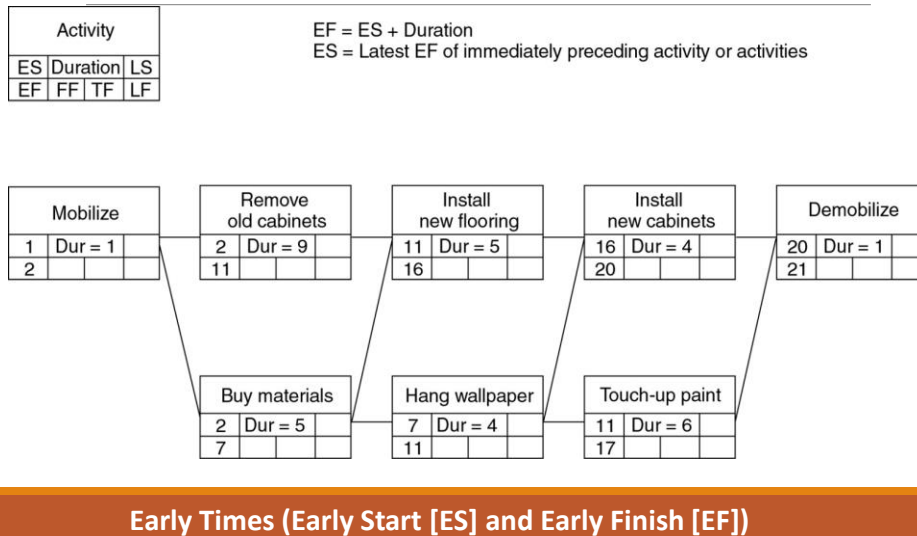 Activity
ES Duration LS
EF FF TF LF
EF = ES + Duration
ES = Latest EF of immediately preceding activity or activities
Mobilize
1 Dur = 1
2
Remove
old cabinets
2 Dur = 9
11
Install
new flooring
11 Dur = 5
16
Install
new cabinets
16 Dur = 4
20
Demobilize
20 Dur = 1
21
Buy materials
2 Dur = 5
7
Hang wallpaper
7 Dur = 4
11
Touch-up paint
11 Dur = 6
17
Early Times (Early Start [ES] and Early Finish [EF])